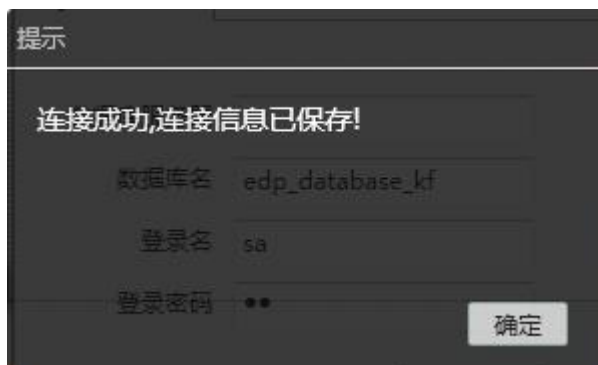 提示
连接成功,连接信息已保存!
数据库名 edp_database_kf
登录名 sa
登录密码 ••
确定